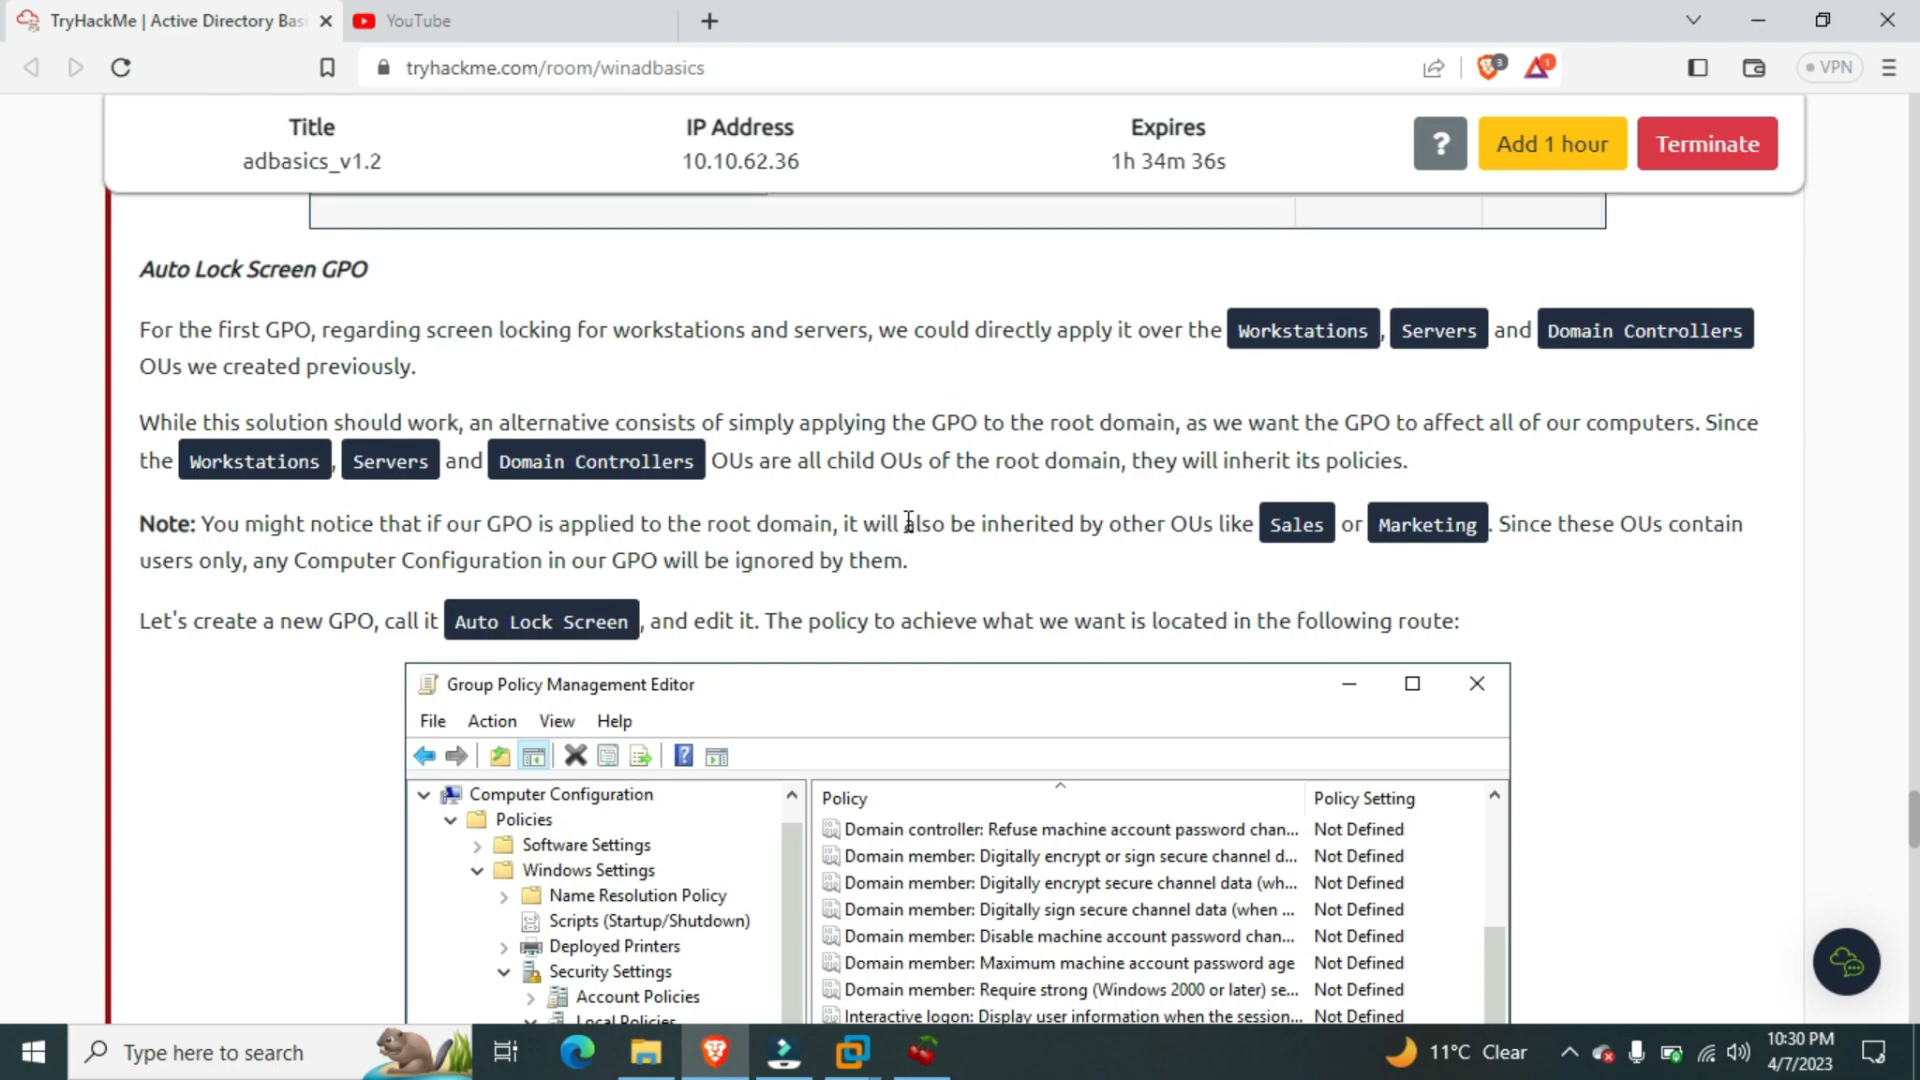 TryHackMe | Active Directory Bas
YouTube
tryhackme.com/room/winadbasics
3
1
VPN
Title
IP Address
Expires
adbasics_v1.2
10.10.62.36
1h 34m 36s
?
Add 1 hour
Terminate
Auto Lock Screen GPO
For the first GPO, regarding screen locking for workstations and servers, we could directly apply it over the Workstations, Servers and Domain Controllers
OUs we created previously.
While this solution should work, an alternative consists of simply applying the GPO to the root domain, as we want the GPO to affect all of our computers. Since
the Workstations, Servers and Domain Controllers OUs are all child OUs of the root domain, they will inherit its policies.
Note: You might notice that if our GPO is applied to the root domain, it will also be inherited by other OUs like Sales or Marketing. Since these OUs contain
users only, any Computer Configuration in our GPO will be ignored by them.
Let's create a new GPO, call it Auto Lock Screen, and edit it. The policy to achieve what we want is located in the following route:
Group Policy Management Editor
File Action View Help
Computer Configuration
Policies
Software Settings
Windows Settings
Name Resolution Policy
Scripts (Startup/Shutdown)
Deployed Printers
Security Settings
Account Policies
Local Policies
Policy Policy Setting
Domain controller: Refuse machine account password chan... Not Defined
Domain member: Digitally encrypt or sign secure channel d... Not Defined
Domain member: Digitally encrypt secure channel data (wh... Not Defined
Domain member: Digitally sign secure channel data (when ... Not Defined
Domain member: Disable machine account password chan... Not Defined
Domain member: Maximum machine account password age Not Defined
Domain member: Require strong (Windows 2000 or later) se... Not Defined
Interactive logon: Display user information when the session... Not Defined
Type here to search
11°C Clear
10:30 PM
4/7/2023